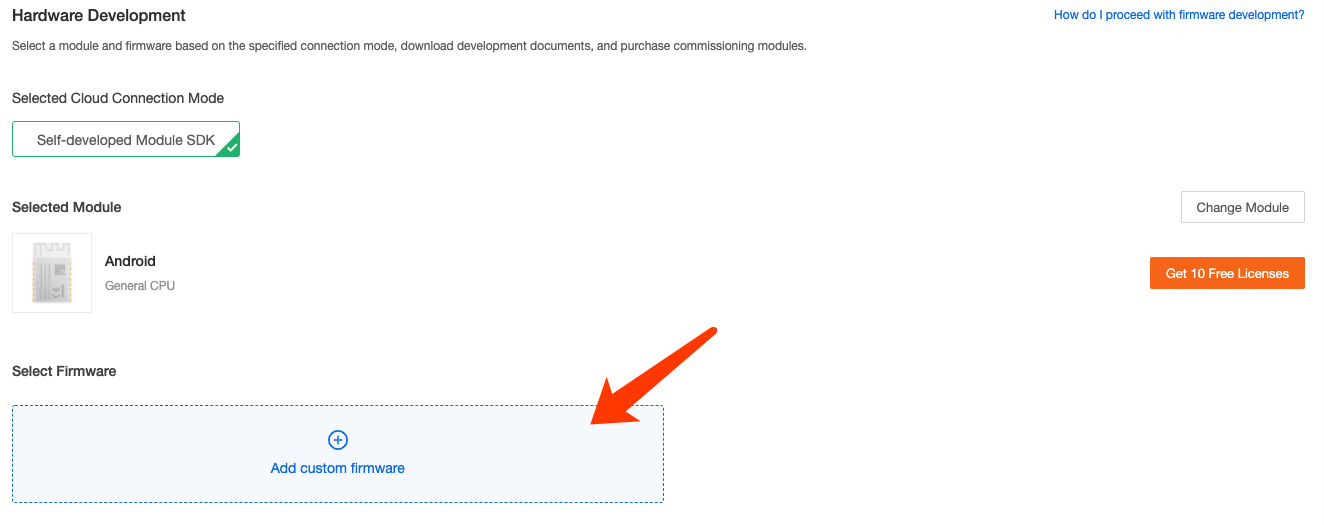 Hardware Development
How do I proceed with firmware development?
Select a module and firmware based on the specified connection mode, download development documents, and purchase commissioning modules.
Selected Cloud Connection Mode
Self-developed Module SDK
Selected Module
Change Module
Android
General CPU
Get 10 Free Licenses
Select Firmware
Add custom firmware